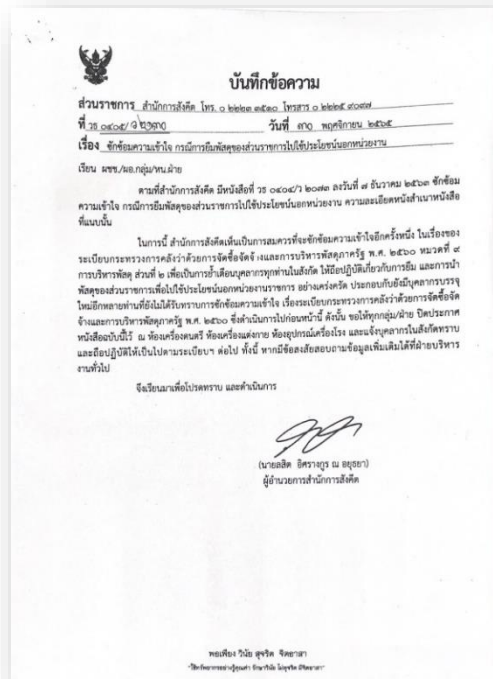 บันทึกข้อความ
ส่วนราชการ สำนักการสังคีต โทร. ๐ ๒๒๒๓ ๓๕๑๐ โทรสาร ๐ ๒๒๒๕ ๙๐๗๗
ที่ วธ ๐๔๐๕/ วันที่ ๓๐ พฤศจิกายน ๒๕๖๕
เรื่อง ซักซ้อมความเข้าใจ กรณีการยืมพัสดุของส่วนราชการไปใช้ประโยชน์นอกหน่วยงาน
เรียน ผชช./ผอ.กลุ่ม/หน.ฝ่าย
ตามที่สำนักการสังคีต มีหนังสือที่ วธ ๐๔๐๔/ว ๒๐๗๓ ลงวันที่ ๗ ธันวาคม ๒๕๖๓ ซักซ้อม
ความเข้าใจ กรณีการยืมพัสดุของส่วนราชการไปใช้ประโยชน์นอกหน่วยงาน ความละเอียดหนังสือสำเนาหนังสือ
ที่แนบนั้น
ในการนี้ สำนักการสังคีตเห็นเป็นการสมควรที่จะซักซ้อมความเข้าใจอีกครั้งหนึ่ง ในเรื่องของ
ระเบียบกระทรวงการคลังว่าด้วยการจัดซื้อจัดจ้างและการบริหารพัสดุภาครัฐ พ.ศ. ๒๕๖๐ หมวดที่ ๙
การบริหารพัสดุ ส่วนที่ ๒ เพื่อเป็นการย้ำเตือนบุคลากรทุกท่านในสังกัด ให้ถือปฏิบัติเกี่ยวกับการยืม และการนำ
พัสดุของส่วนราชการเพื่อไปใช้ประโยชน์นอกหน่วยงานราชการ อย่างเคร่งครัด ประกอบกับยังมีบุคลากรบรรจุ
ใหม่อีกหลายท่านที่ยังไม่ได้รับทราบการซักซ้อมความเข้าใจ เรื่องระเบียบกระทรวงการคลังว่าด้วยการจัดซื้อจัด
จ้างและการบริหารพัสดุภาครัฐ พ.ศ. ๒๕๖๐ ซึ่งดำเนินการไปก่อนหน้านี้ ดังนั้น ขอให้ทุกกลุ่ม/ฝ่าย ปิดประกาศ
หนังสือฉบับนี้ไว้ ณ ห้องเครื่องดนตรี ห้องเครื่องแต่งกาย ห้องอุปกรณ์เครื่องโรง และแจ้งบุคลากรในสังกัดทราบ
และถือปฏิบัติให้เป็นไปตามระเบียบฯ ต่อไป ทั้งนี้ หากมีข้อสงสัยสอบถามข้อมูลเพิ่มเติมได้ที่ฝ่ายบริหาร
งานทั่วไป
จึงเรียนมาเพื่อโปรดทราบ และดำเนินการ
(นายลสิต อิศรางกูร ณ อยุธยา)
ผู้อำนวยการสำนักการสังคีต
พอเพียง วินัย สุจริต จิตอาสา
"ใช้ทรัพยากรอย่างรู้คุณค่า รักษาวินัย ไม่ทุจริต มีจิตอาสา"